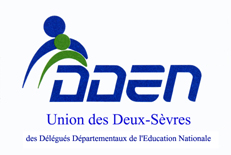 DDEN
Union des Deux-Sèvres
des Délégués Départementaux de l'Education Nationale